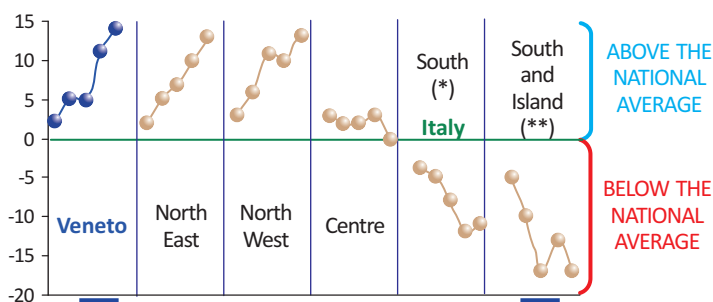 15
10
5
0
-5
-10
-15
-20
Veneto
North
East
North
West
Centre
South
(*)
Italy
South
and
Island
(**)
ABOVE THE
NATIONAL
AVERAGE
BELOW THE
NATIONAL
AVERAGE